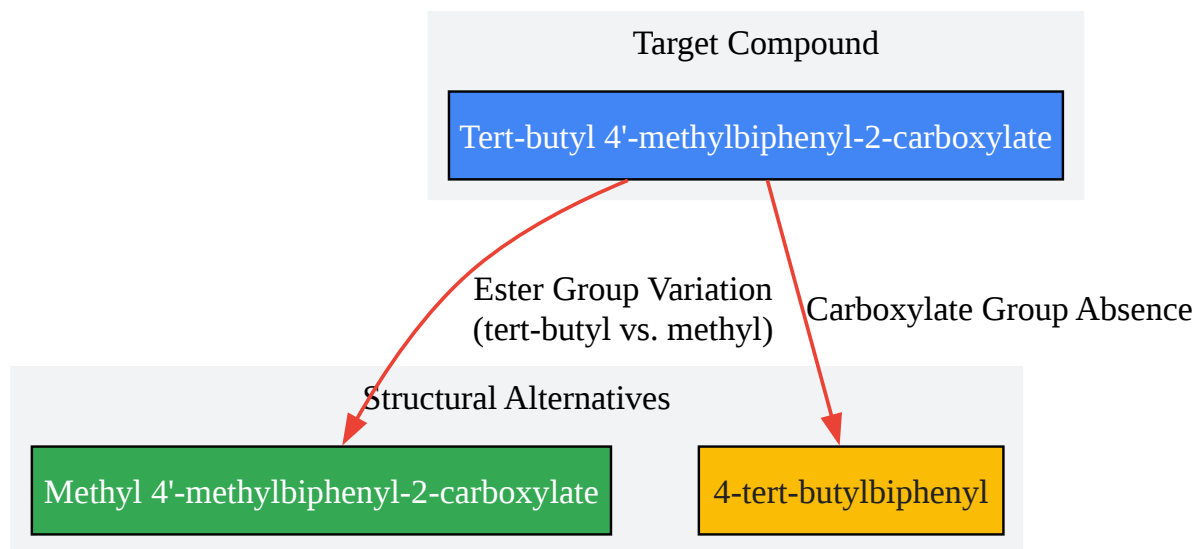 Target Compound
Tert-butyl 4'-methylbiphenyl-2-carboxylate
Ester Group Variation
(tert-butyl vs. methyl)
Carboxylate Group Absence
Structural Alternatives
Methyl 4'-methylbiphenyl-2-carboxylate
4-tert-butylbiphenyl